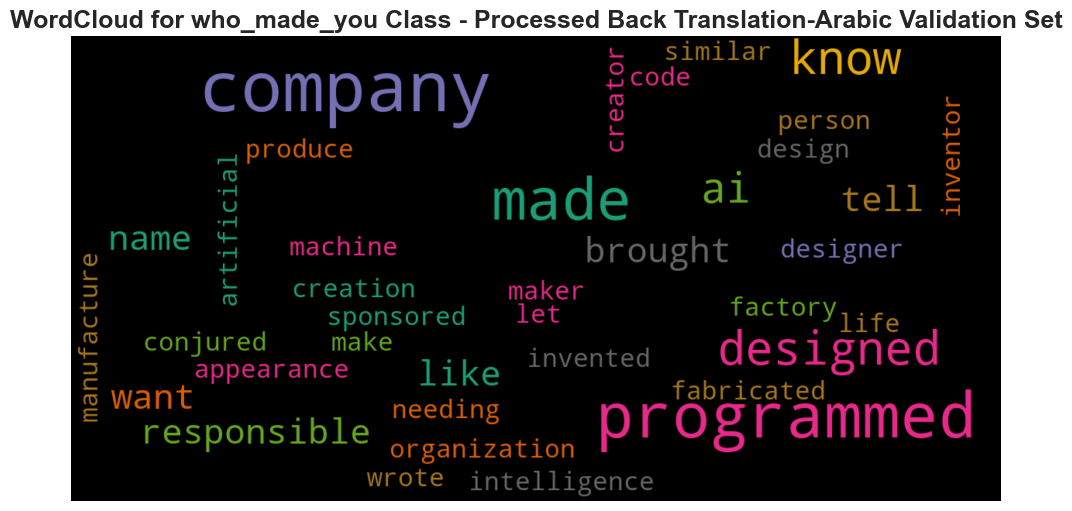 WordCloud for who_made_you Class - Processed Back Translation-Arabic Validation Set
company
creator
similar
code
know
produce
artificial
person
design
inventor
made
ai
tell
name
machine
brought
designer
manufacture
creation
sponsored
maker
let
factory
life
conjured
make
appearance
like
invented
designed
want
needing
fabricated
responsible
programmed
organization
wrote
intelligence